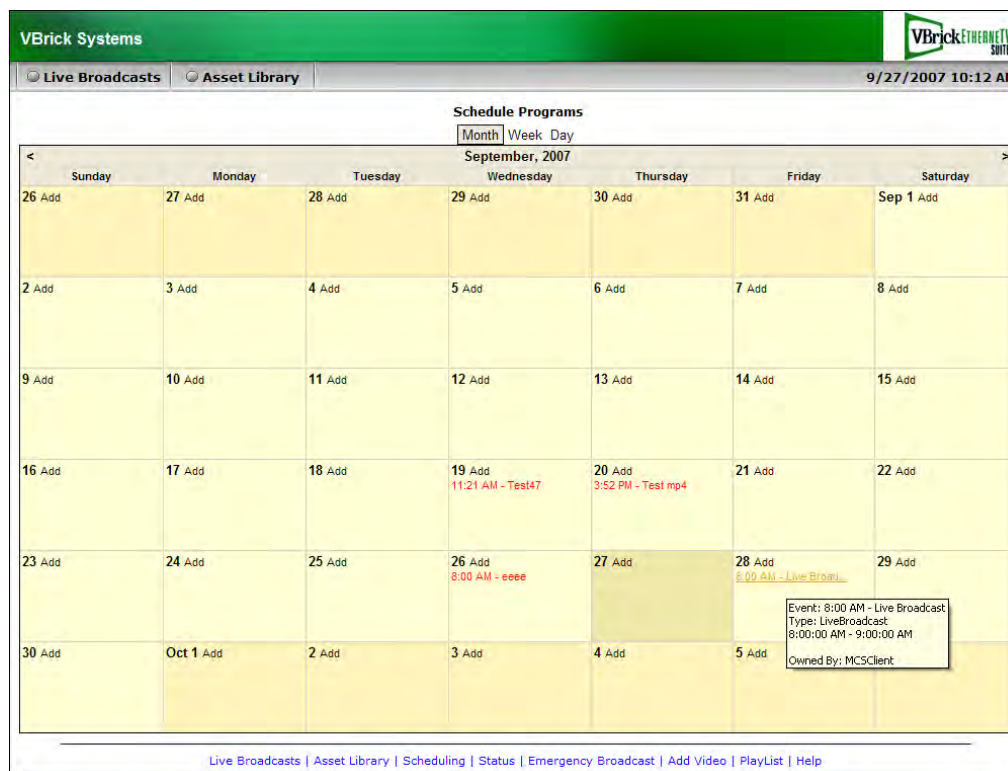 VBrick Systems
VBrick ETHERNETV
SUITE
Live Broadcasts Asset Library 9/27/2007 10:12 A
Schedule Programs
Month Week Day
< September, 2007 >
Sunday Monday Tuesday Wednesday Thursday Friday Saturday
26 Add 27 Add 28 Add 29 Add 30 Add 31 Add Sep 1 Add
2 Add 3 Add 4 Add 5 Add 6 Add 7 Add 8 Add
9 Add 10 Add 11 Add 12 Add 13 Add 14 Add 15 Add
16 Add 17 Add 18 Add 19 Add 20 Add 21 Add 22 Add
11:21 AM - Test47 3:52 PM - Test mp4
23 Add 24 Add 25 Add 26 Add 27 Add 28 Add 29 Add
8:00 AM - eeee 8:00 AM - Live Broad...
Event: 8:00 AM - Live Broadcast
Type: LiveBroadcast
8:00:00 AM - 9:00:00 AM
Owned By: MCSClient
30 Add Oct 1 Add 2 Add 3 Add 4 Add 5 Add
Live Broadcasts | Asset Library | Scheduling | Status | Emergency Broadcast | Add Video | PlayList | Help